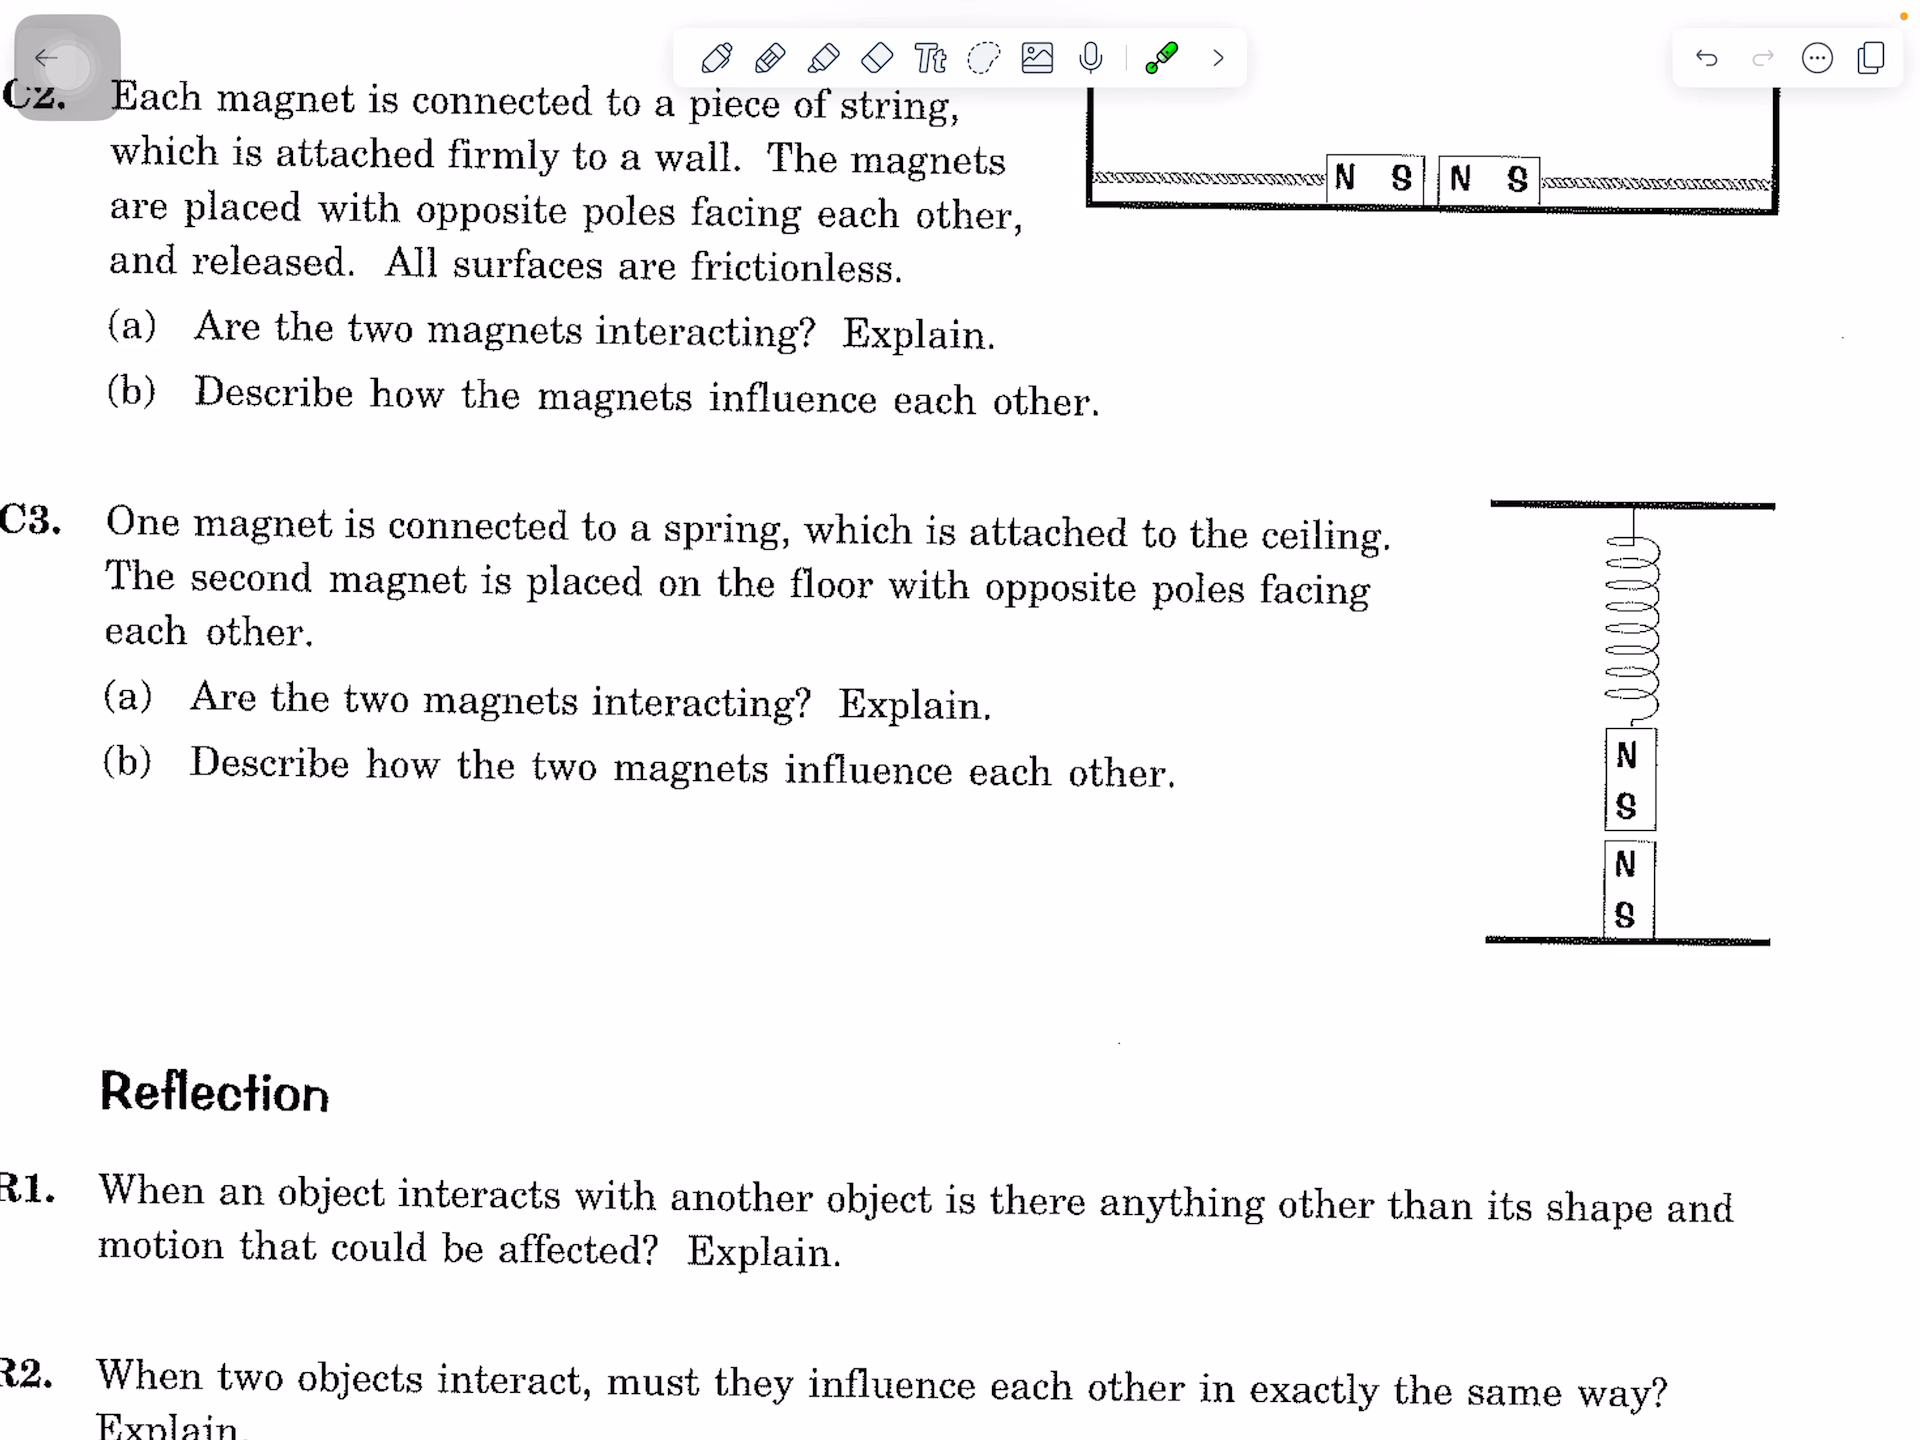 Tt
C2. Each magnet is connected to a piece of string,
which is attached firmly to a wall. The magnets
are placed with opposite poles facing each other,
and released. All surfaces are frictionless.
N S N S
(a) Are the two magnets interacting? Explain.
(b) Describe how the magnets influence each other.
C3. One magnet is connected to a spring, which is attached to the ceiling.
The second magnet is placed on the floor with opposite poles facing
each other.
(a) Are the two magnets interacting? Explain.
(b) Describe how the two magnets influence each other.
N
S
N
S
Reflection
R1. When an object interacts with another object is there anything other than its shape and
motion that could be affected? Explain.
R2. When two objects interact, must they influence each other in exactly the same way?
Explain.